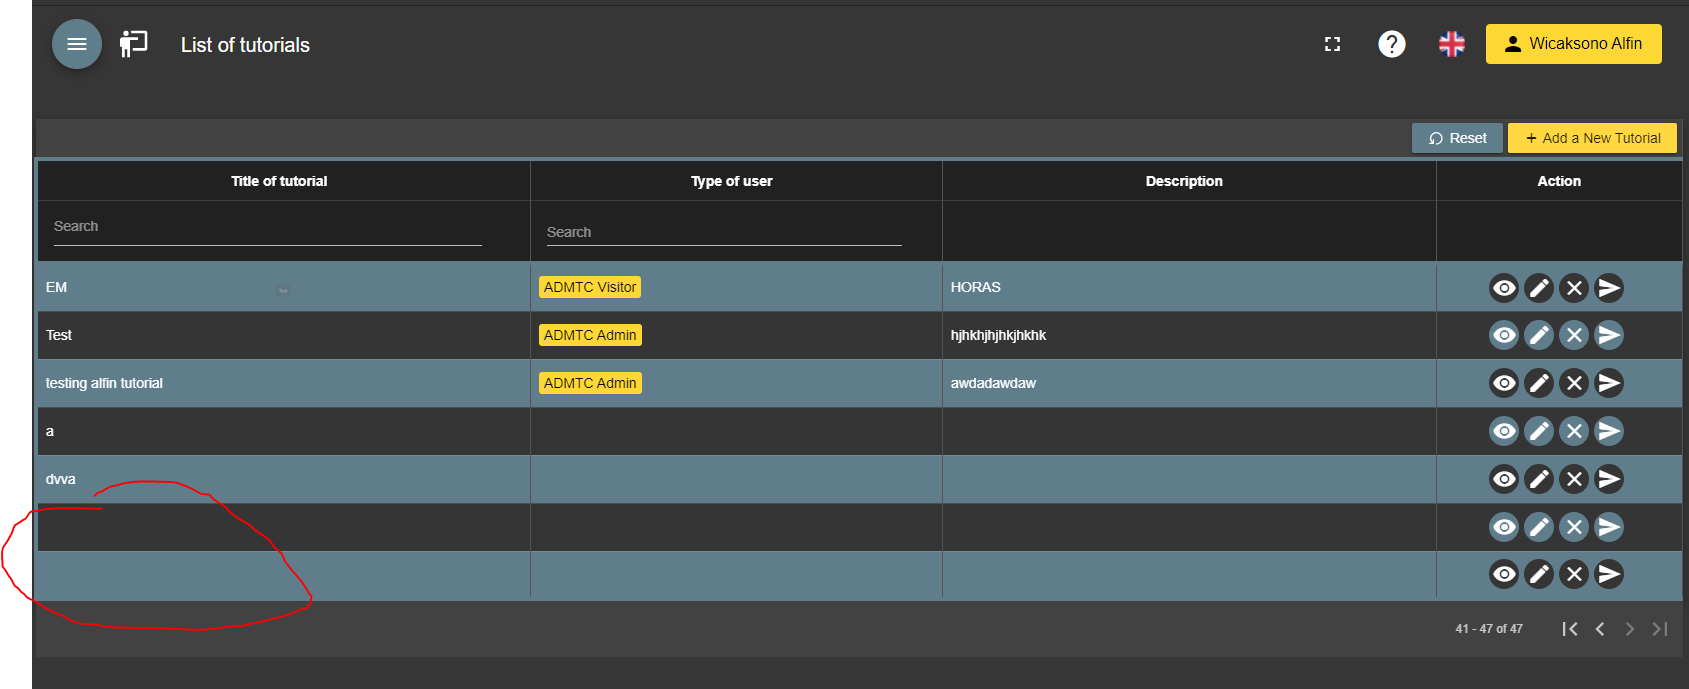 List of tutorials
?
Wicaksono Alfin
Reset
+ Add a New Tutorial
Title of tutorial Type of user Description Action
Search Search
EM ADMTC Visitor HORAS
Test ADMTC Admin hjhkhjhjhkjhkhk
testing alfin tutorial ADMTC Admin awdadawdaw
a
dvva
41 - 47 of 47